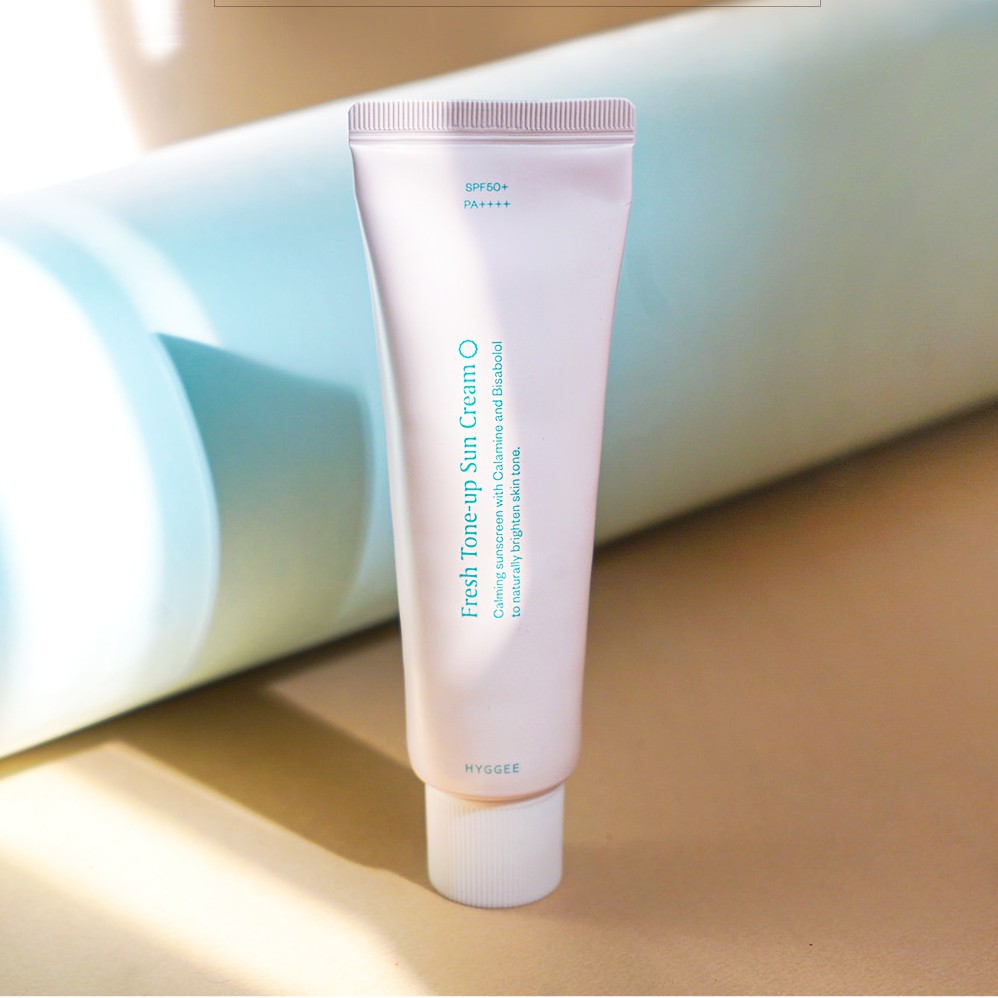 SPF50+
PA++++
Fresh Tone-up Sun Cream
Calming sunscreen with Calamine and Bisabolol
to naturally brighten skin tone.
HYGGEE